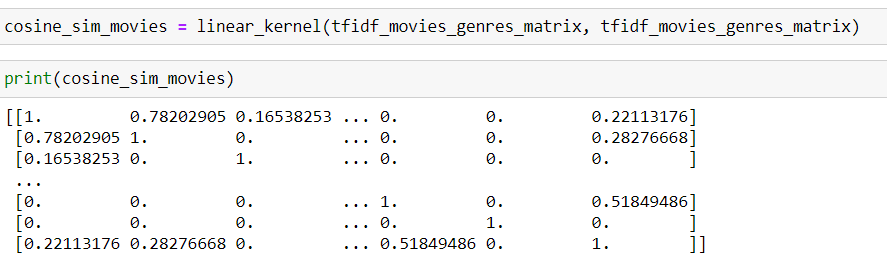 cosine_sim_movies = linear_kernel(tfidf_movies_genres_matrix, tfidf_movies_genres_matrix)
print(cosine_sim_movies)
[[1.         0.78202905 0.16538253 ... 0.         0.         0.22113176]
 [0.78202905 1.         0.         ... 0.         0.         0.28276668]
 [0.16538253 0.         1.         ... 0.         0.         0.        ]
 ...
 [0.         0.         0.         ... 1.         0.         0.51849486]
 [0.         0.         0.         ... 0.         1.         0.        ]
 [0.22113176 0.28276668 0.         ... 0.51849486 0.         1.        ]]